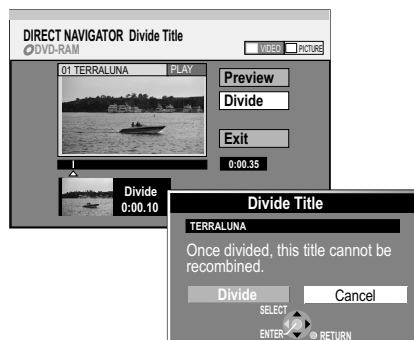 DIRECT NAVIGATOR Divide Title
DVD-RAM
VIDEO PICTURE
01 TERRALUNA PLAY
Preview
Divide
Exit
0:00.35
Divide
0:00.10
Divide Title
TERRALUNA
Once divided, this title cannot be
recombined.
Divide Cancel
SELECT
ENTER RETURN